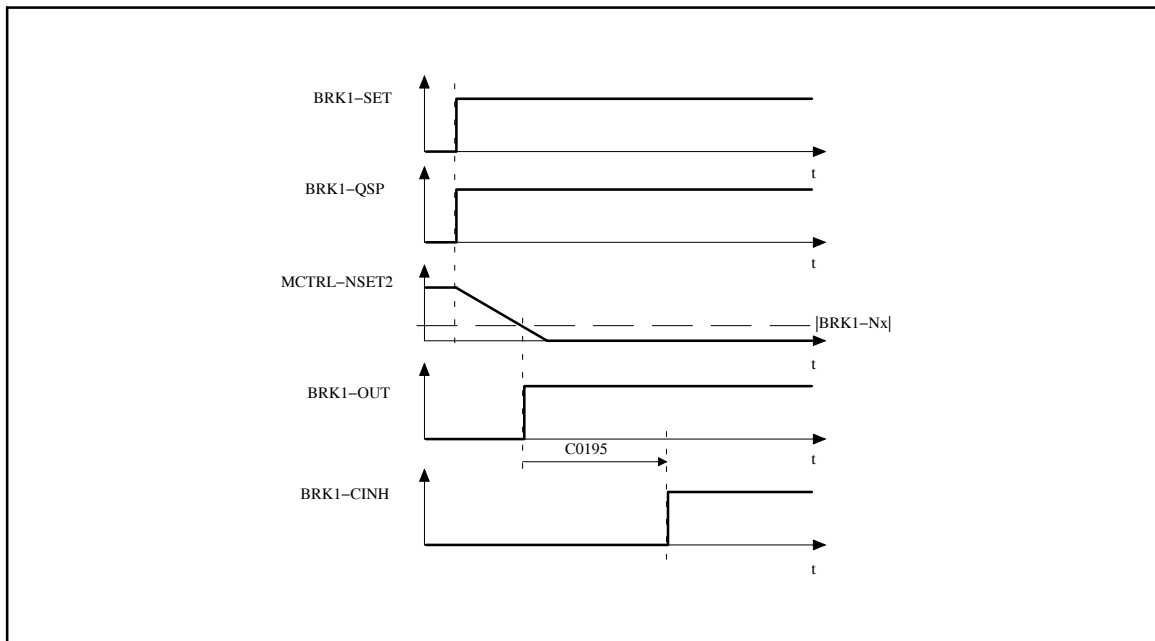 BRK1−SET
t
BRK1−QSP
t
MCTRL−NSET2
|BRK1−Nx|
t
BRK1−OUT
t
C0195
BRK1−CINH
t